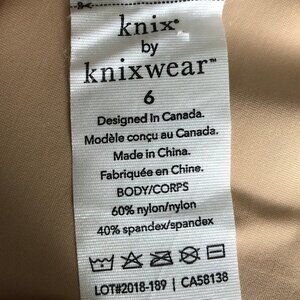 knix®
by
knixwear™
6
Designed in Canada.
Modèle conçu au Canada.
Made in China.
Fabriquée en Chine.
BODY/CORPS
60% nylon/nylon
40% spandex/spandex
LOT#2018-189 | CA58138